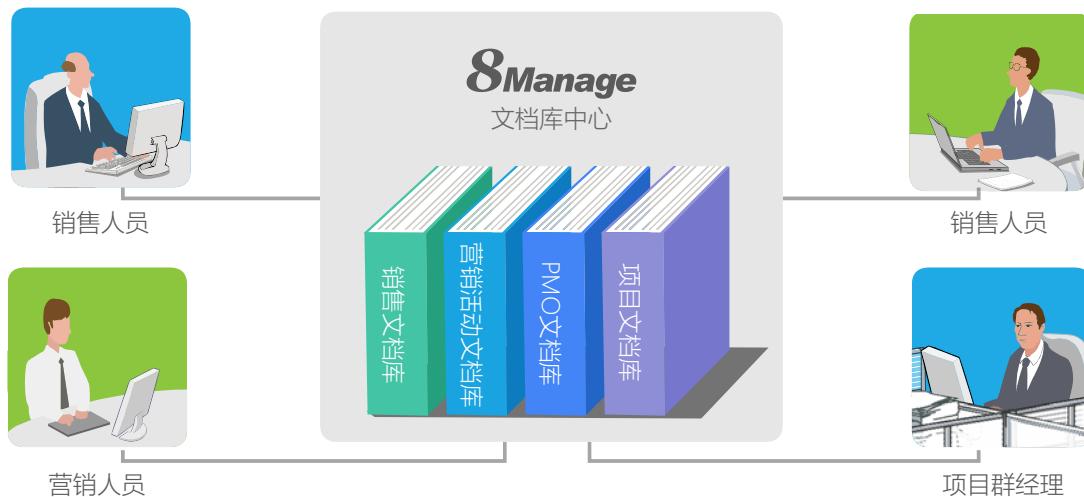 8Manage
文档库中心
销售人员
销售人员
销售文档库
营销活动文档库
PMO文档库
项目文档库
营销人员
项目群经理